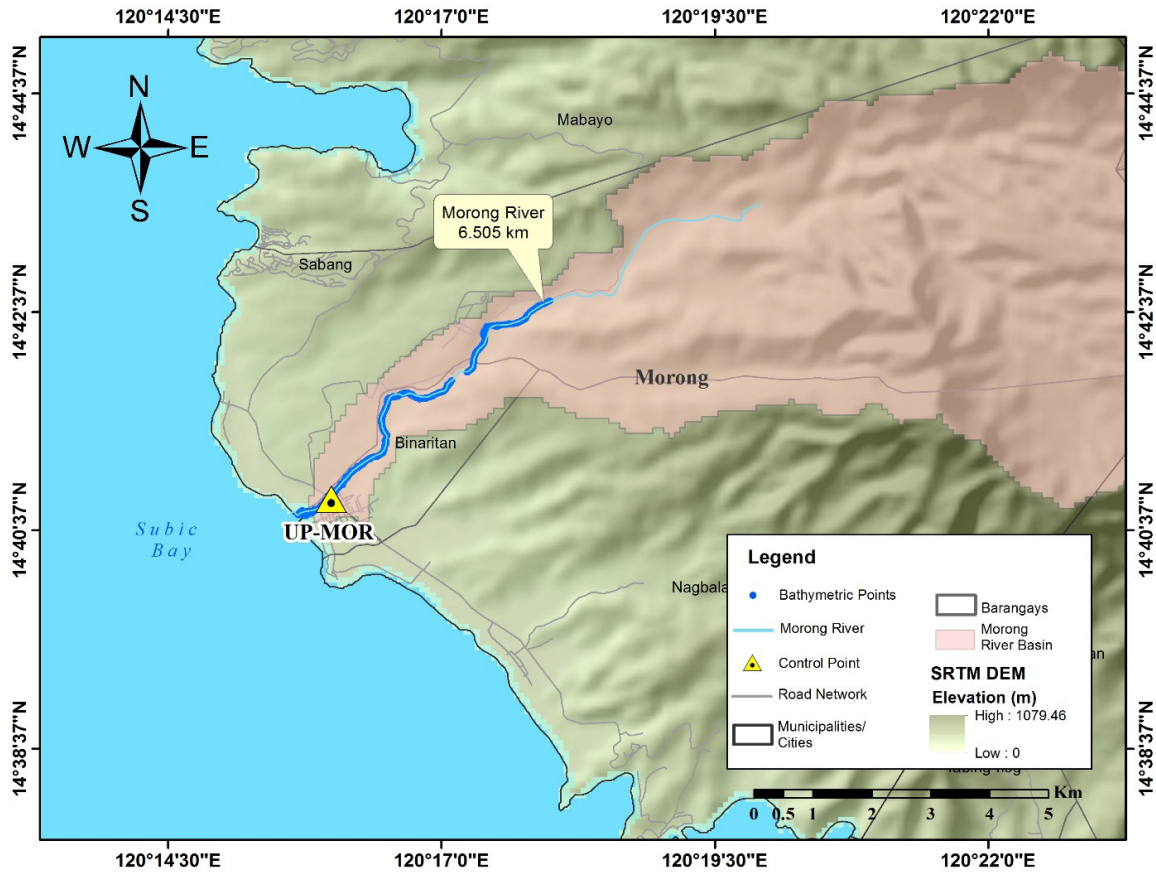 120°14'30"E 120°17'0"E 120°19'30"E 120°22'0"E
14°44'37"N
14°44'37"N
N
W E
S
Mabayo
Morong River
6.505 km
Sabang
14°42'37"N
14°42'37"N
Morong
Binaritan
UP-MOR
14°40'37"N
14°40'37"N
Subic
Bay
Legend
Bathymetric Points
Morong River
Control Point
Road Network
Municipalities/
Cities
Barangays
Morong
River Basin
SRTM DEM
Elevation (m)
High : 1079.46
Low : 0
Nagbala
an
14°38'37"N
14°38'37"N
Km
0 0.5 1 2 3 4 5
120°14'30"E 120°17'0"E 120°19'30"E 120°22'0"E